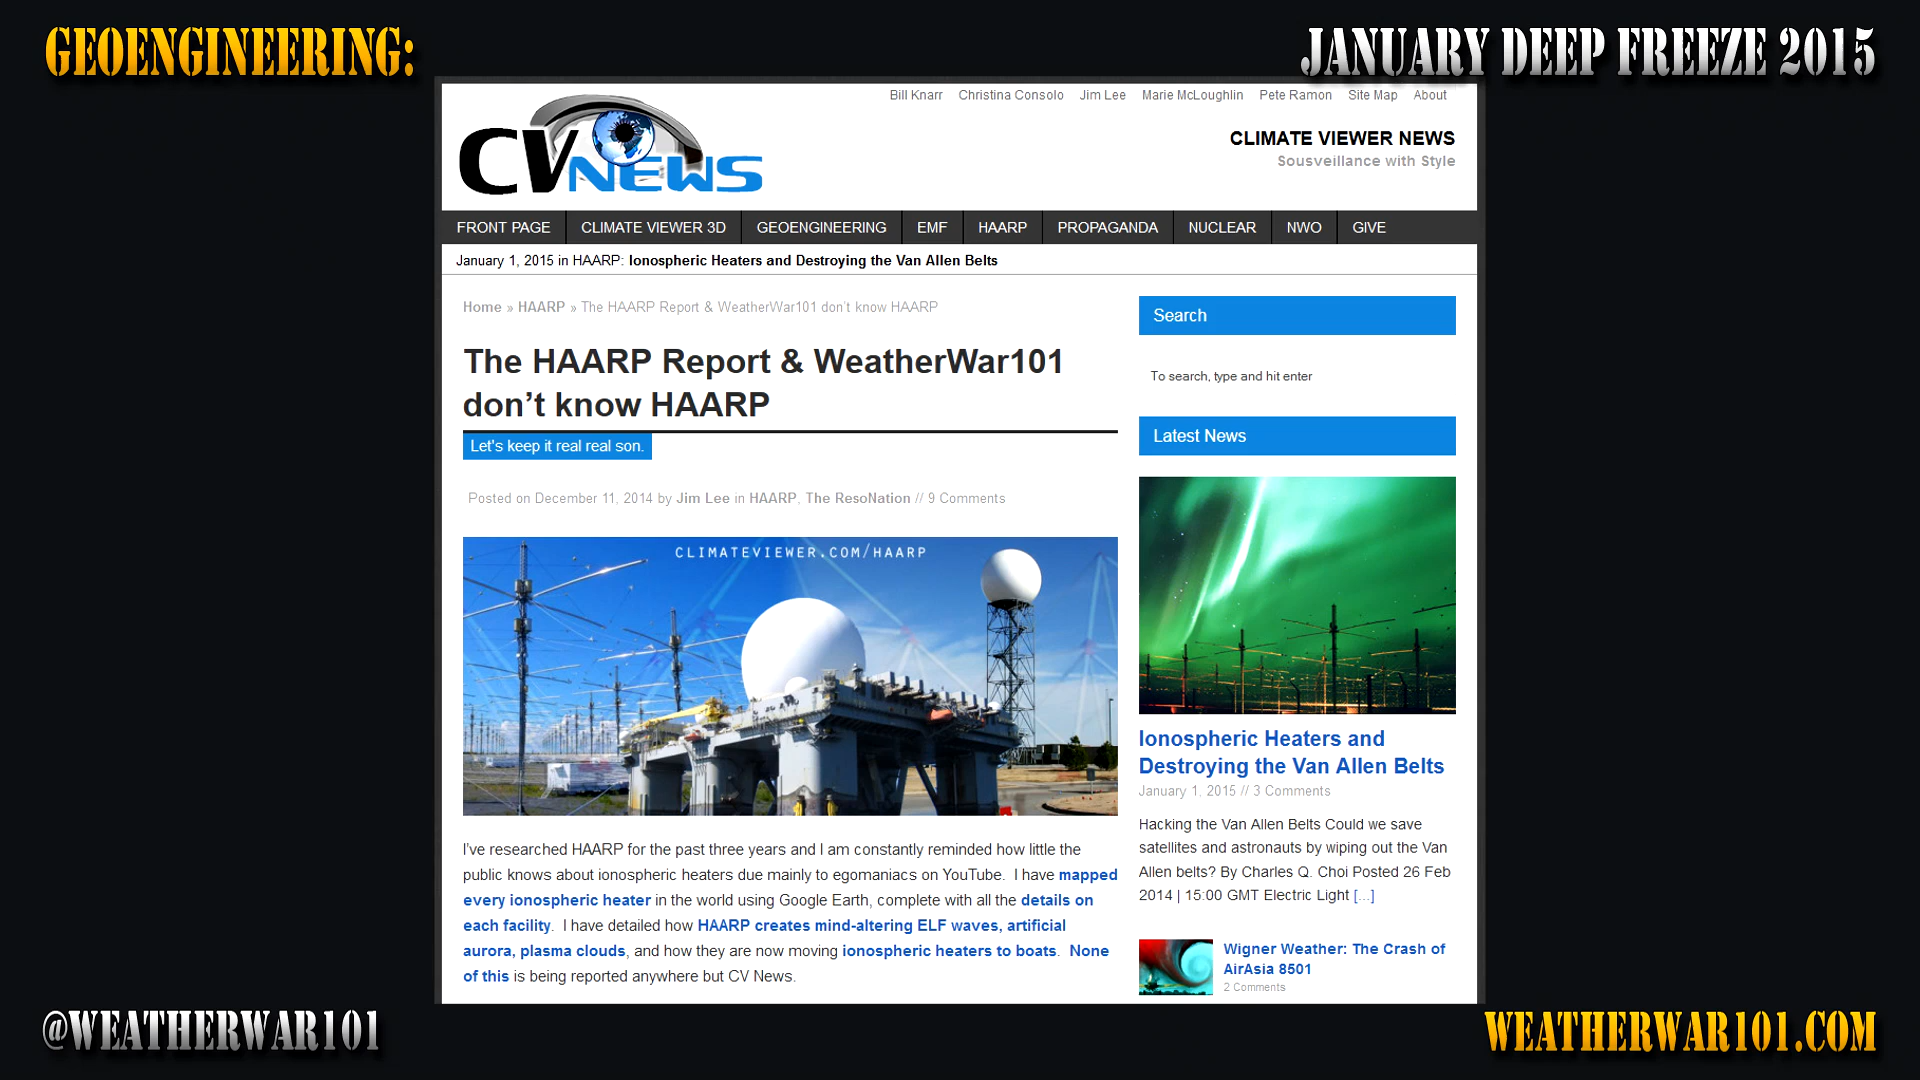 GEOENGINEERING:
JANUARY DEEP FREEZE 2015
Bill Knarr Christina Consolo Jim Lee Marie McLoughlin Pete Ramon Site Map About
CV NEWS
CLIMATE VIEWER NEWS
Sousveillance with Style
FRONT PAGE CLIMATE VIEWER 3D GEOENGINEERING EMF HAARP PROPAGANDA NUCLEAR NWO GIVE
January 1, 2015 in HAARP: Ionospheric Heaters and Destroying the Van Allen Belts
Home » HAARP » The HAARP Report & WeatherWar101 don't know HAARP
The HAARP Report & WeatherWar101
don't know HAARP
Let's keep it real real son.
Posted on December 11, 2014 by Jim Lee in HAARP, The ResoNation // 9 Comments
CLIMATEVIEWER.COM/HAARP
I've researched HAARP for the past three years and I am constantly reminded how little the
public knows about ionospheric heaters due mainly to egomaniacs on YouTube. I have mapped
every ionospheric heater in the world using Google Earth, complete with all the details on
each facility. I have detailed how HAARP creates mind-altering ELF waves, artificial
aurora, plasma clouds, and how they are now moving ionospheric heaters to boats. None
of this is being reported anywhere but CV News.
Search
To search, type and hit enter
Latest News
Ionospheric Heaters and
Destroying the Van Allen Belts
January 1, 2015 // 3 Comments
Hacking the Van Allen Belts Could we save
satellites and astronauts by wiping out the Van
Allen belts? By Charles Q. Choi Posted 26 Feb
2014 | 15:00 GMT Electric Light [...]
Wigner Weather: The Crash of
AirAsia 8501
2 Comments
@WEATHERWAR101
WEATHERWAR101.COM